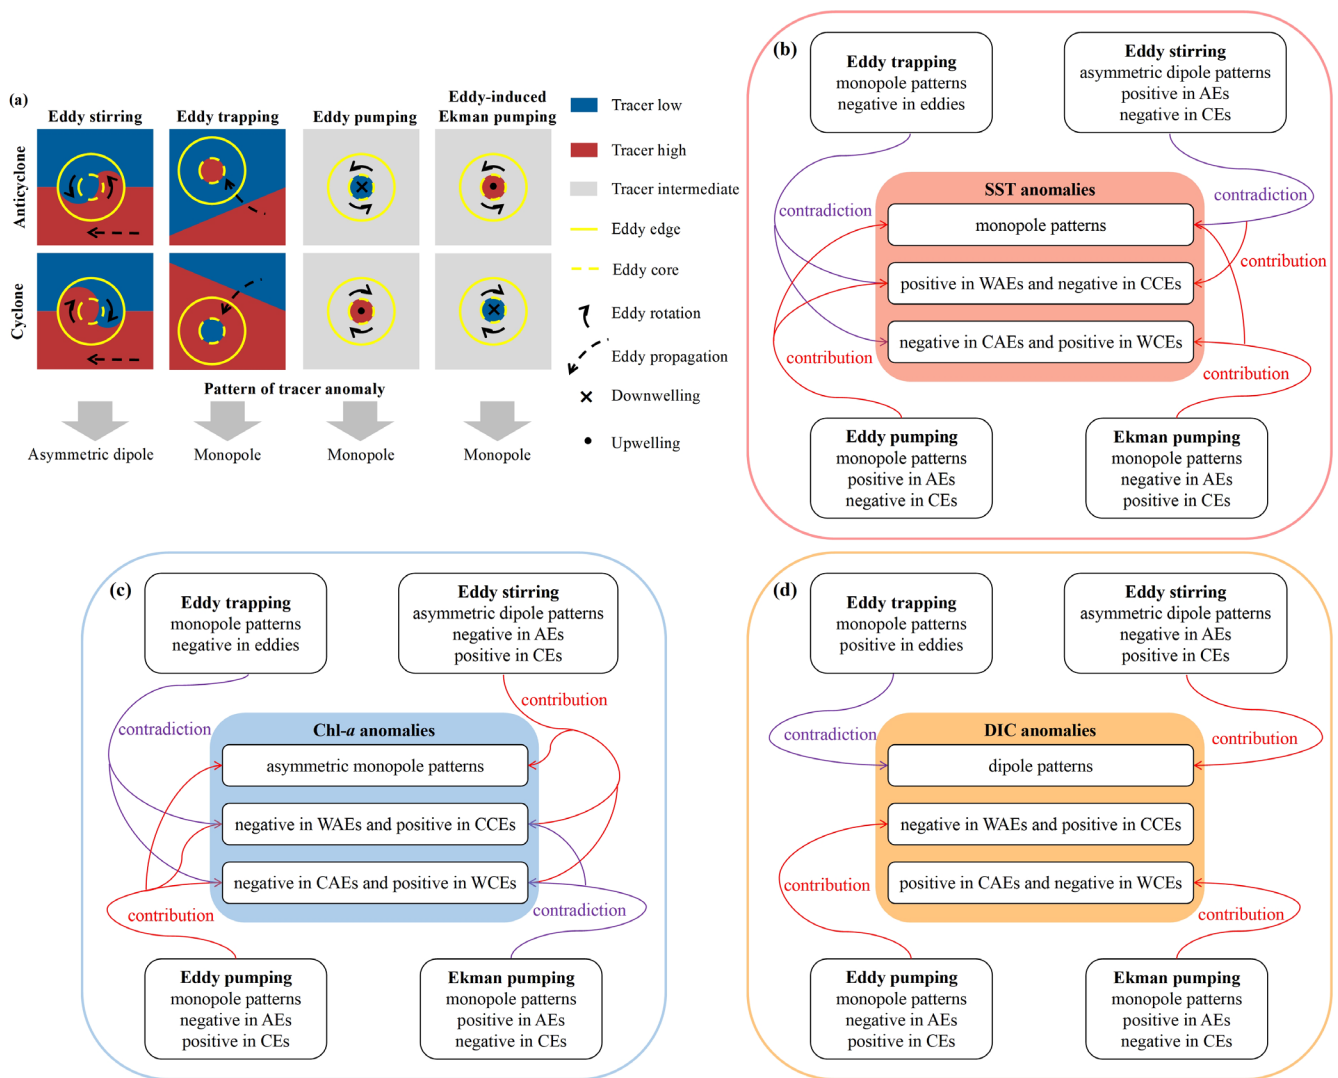 (a)
Eddy stirring
Eddy trapping
Eddy pumping
Eddy-induced
Ekman pumping
Anticyclone
Cyclone
Pattern of tracer anomaly
Asymmetric dipole
Monopole
Monopole
Monopole
Tracer low
Tracer high
Tracer intermediate
Eddy edge
Eddy core
Eddy rotation
Eddy propagation
Downwelling
Upwelling
(b)
Eddy trapping
monopole patterns
negative in eddies
Eddy stirring
asymmetric dipole patterns
positive in AEs
negative in CEs
contradiction
contradiction
SST anomalies
monopole patterns
positive in WAEs and negative in CCEs
negative in CAEs and positive in WCEs
contribution
contribution
contribution
Eddy pumping
monopole patterns
positive in AEs
negative in CEs
Ekman pumping
monopole patterns
negative in AEs
positive in CEs
(c)
Eddy trapping
monopole patterns
negative in eddies
Eddy stirring
asymmetric dipole patterns
negative in AEs
positive in CEs
contradiction
contribution
Chl-a anomalies
asymmetric monopole patterns
negative in WAEs and positive in CCEs
negative in CAEs and positive in WCEs
contribution
contradiction
Eddy pumping
monopole patterns
negative in AEs
positive in CEs
Ekman pumping
monopole patterns
positive in AEs
negative in CEs
(d)
Eddy trapping
monopole patterns
positive in eddies
Eddy stirring
asymmetric dipole patterns
negative in AEs
positive in CEs
contradiction
contribution
DIC anomalies
dipole patterns
negative in WAEs and positive in CCEs
positive in CAEs and negative in WCEs
contribution
contribution
Eddy pumping
monopole patterns
negative in AEs
positive in CEs
Ekman pumping
monopole patterns
positive in AEs
negative in CEs